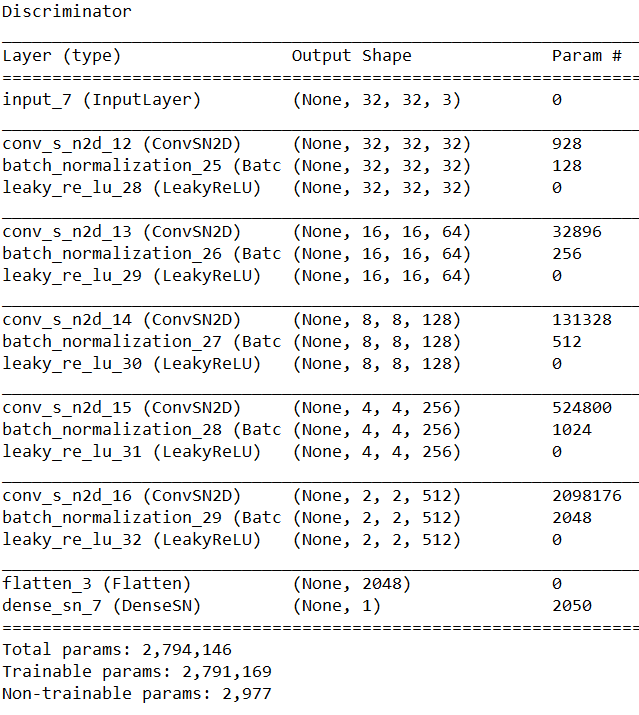 Discriminator
Layer (type) Output Shape Param #
input_7 (InputLayer) (None, 32, 32, 3) 0
conv_s_n2d_12 (ConvSN2D) (None, 32, 32, 32) 928
batch_normalization_25 (Batc (None, 32, 32, 32) 128
leaky_re_lu_28 (LeakyReLU) (None, 32, 32, 32) 0
conv_s_n2d_13 (ConvSN2D) (None, 16, 16, 64) 32896
batch_normalization_26 (Batc (None, 16, 16, 64) 256
leaky_re_lu_29 (LeakyReLU) (None, 16, 16, 64) 0
conv_s_n2d_14 (ConvSN2D) (None, 8, 8, 128) 131328
batch_normalization_27 (Batc (None, 8, 8, 128) 512
leaky_re_lu_30 (LeakyReLU) (None, 8, 8, 128) 0
conv_s_n2d_15 (ConvSN2D) (None, 4, 4, 256) 524800
batch_normalization_28 (Batc (None, 4, 4, 256) 1024
leaky_re_lu_31 (LeakyReLU) (None, 4, 4, 256) 0
conv_s_n2d_16 (ConvSN2D) (None, 2, 2, 512) 2098176
batch_normalization_29 (Batc (None, 2, 2, 512) 2048
leaky_re_lu_32 (LeakyReLU) (None, 2, 2, 512) 0
flatten_3 (Flatten) (None, 2048) 0
dense_sn_7 (DenseSN) (None, 1) 2050
Total params: 2,794,146
Trainable params: 2,791,169
Non-trainable params: 2,977